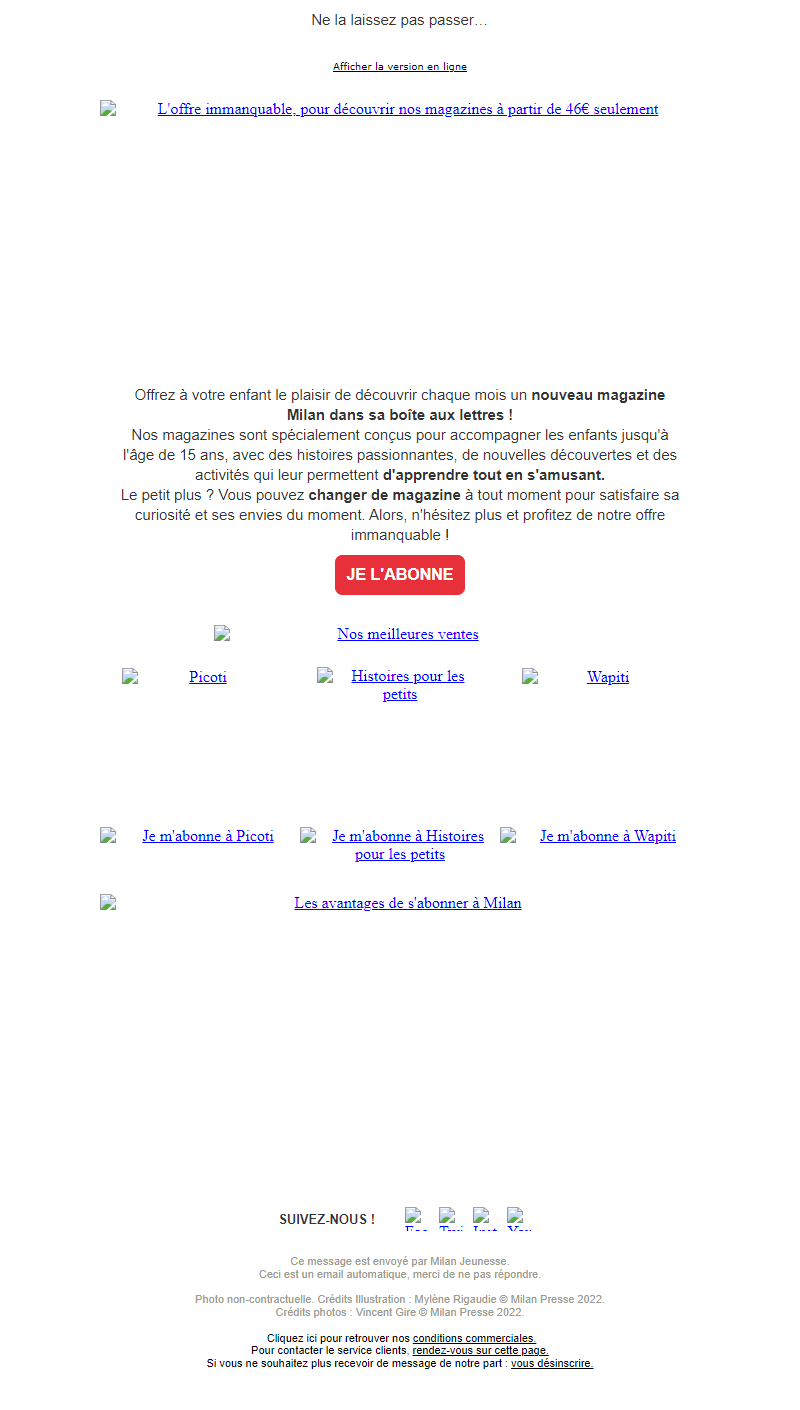 Ne la laissez pas passer…
Afficher la version en ligne
L'offre immanquable, pour découvrir nos magazines à partir de 46€ seulement
Offrez à votre enfant le plaisir de découvrir chaque mois un nouveau magazine
Milan dans sa boîte aux lettres !
Nos magazines sont spécialement conçus pour accompagner les enfants jusqu'à
l'âge de 15 ans, avec des histoires passionnantes, de nouvelles découvertes et des
activités qui leur permettent d'apprendre tout en s'amusant.
Le petit plus ? Vous pouvez changer de magazine à tout moment pour satisfaire sa
curiosité et ses envies du moment. Alors, n'hésitez plus et profitez de notre offre
immanquable !
JE L'ABONNE
Nos meilleures ventes
Picoti
Histoires pour les
petits
Wapiti
Je m'abonne à Picoti
Je m'abonne à Histoires
pour les petits
Je m'abonne à Wapiti
Les avantages de s'abonner à Milan
SUIVEZ-NOUS !
Ce message est envoyé par Milan Jeunesse.
Ceci est un email automatique, merci de ne pas répondre.
Photo non-contractuelle. Crédits Illustration : Mylène Rigaudie © Milan Presse 2022.
Crédits photos : Vincent Gire © Milan Presse 2022.
Cliquez ici pour retrouver nos conditions commerciales.
Pour contacter le service clients, rendez-vous sur cette page.
Si vous ne souhaitez plus recevoir de message de notre part : vous désinscrire.